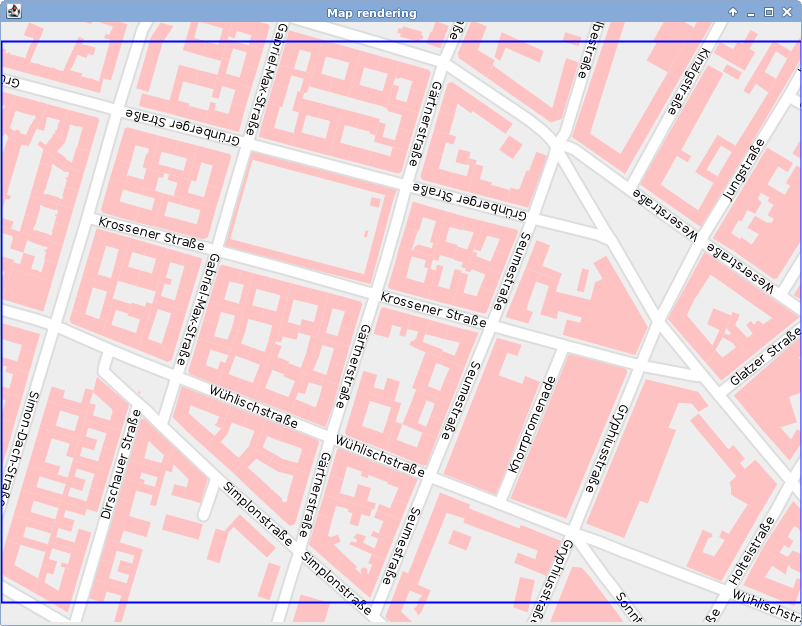 Map rendering
Gabriel-Max-Straße
Kinzigstraße
Gärtnerstraße
Grünberger Straße
Jungstraße
Grünberger Straße
Weserstraße
Krossener Straße
Seumestraße
Weserstraße
Gabriel-Max-Straße
Krossener Straße
Gärtnerstraße
Glatzer Straße
Seumestraße
Knorrpromenade
Wühlischstraße
Simon-Dach-Straße
Gryphiusstraße
Dirschauer Straße
Wühlischstraße
Gärtnerstraße
Simplonstraße
Seumestraße
Holteistraße
Gryphiusstraße
Simplonstraße
Sonnt
Wühlischstr